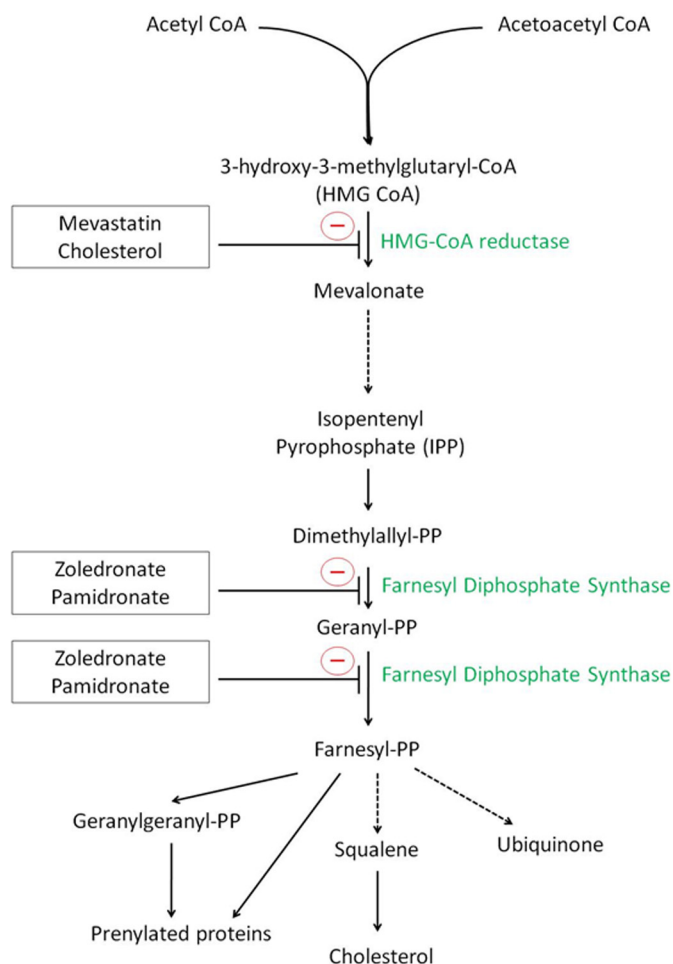 Acetyl CoA
Acetoacetyl CoA
3-hydroxy-3-methylglutaryl-CoA
(HMG CoA)
Mevastatin
Cholesterol
−
HMG-CoA reductase
Mevalonate
Isopentenyl
Pyrophosphate (IPP)
Dimethylallyl-PP
Zoledronate
Pamidronate
−
Farnesyl Diphosphate Synthase
Geranyl-PP
Zoledronate
Pamidronate
−
Farnesyl Diphosphate Synthase
Farnesyl-PP
Geranylgeranyl-PP
Squalene
Ubiquinone
Prenylated proteins
Cholesterol